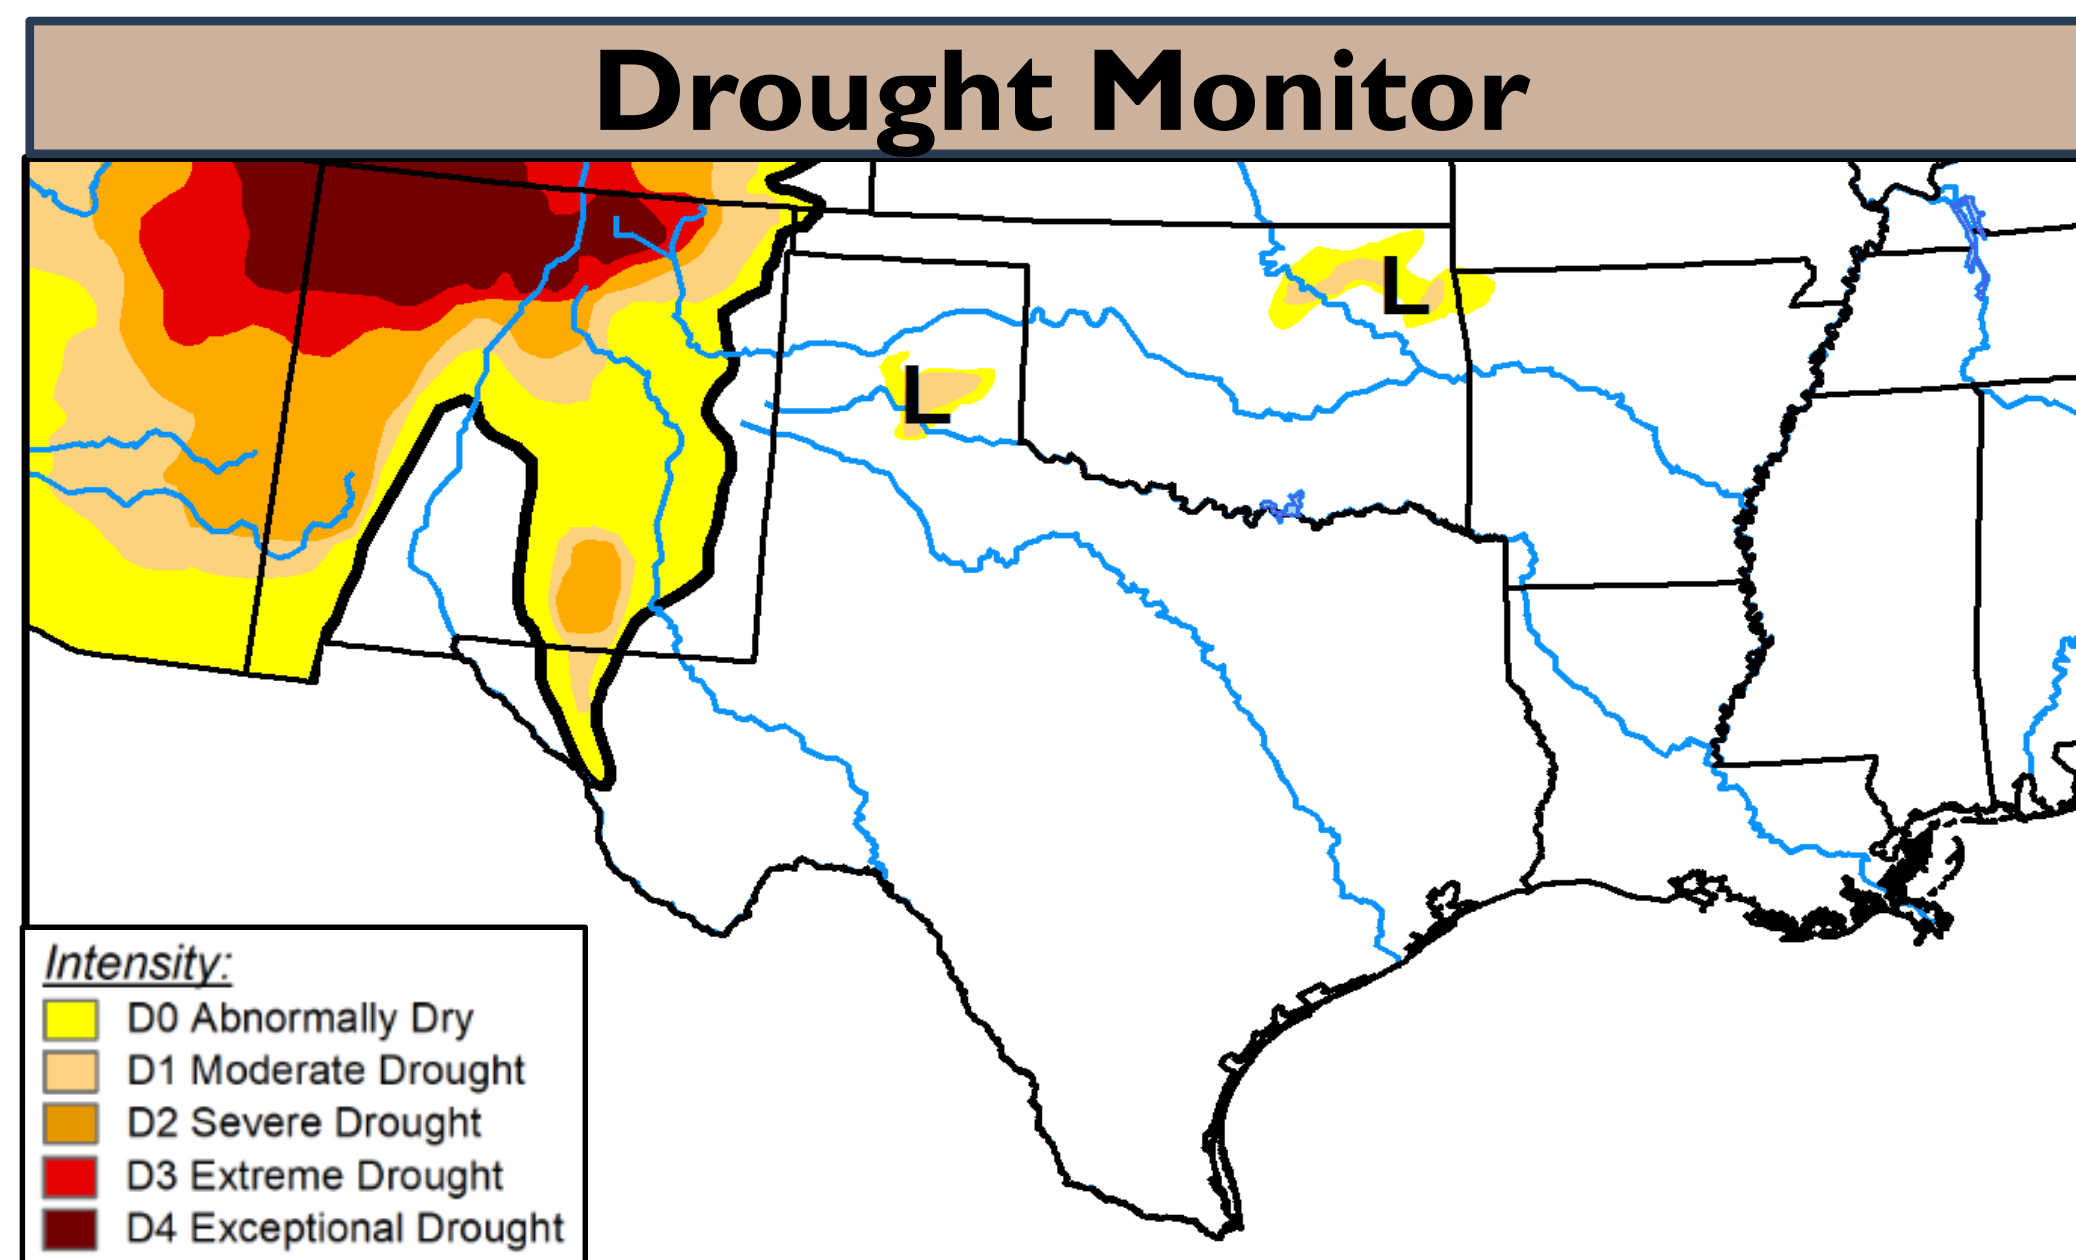 Drought Monitor
L
L
Intensity:
D0 Abnormally Dry
D1 Moderate Drought
D2 Severe Drought
D3 Extreme Drought
D4 Exceptional Drought